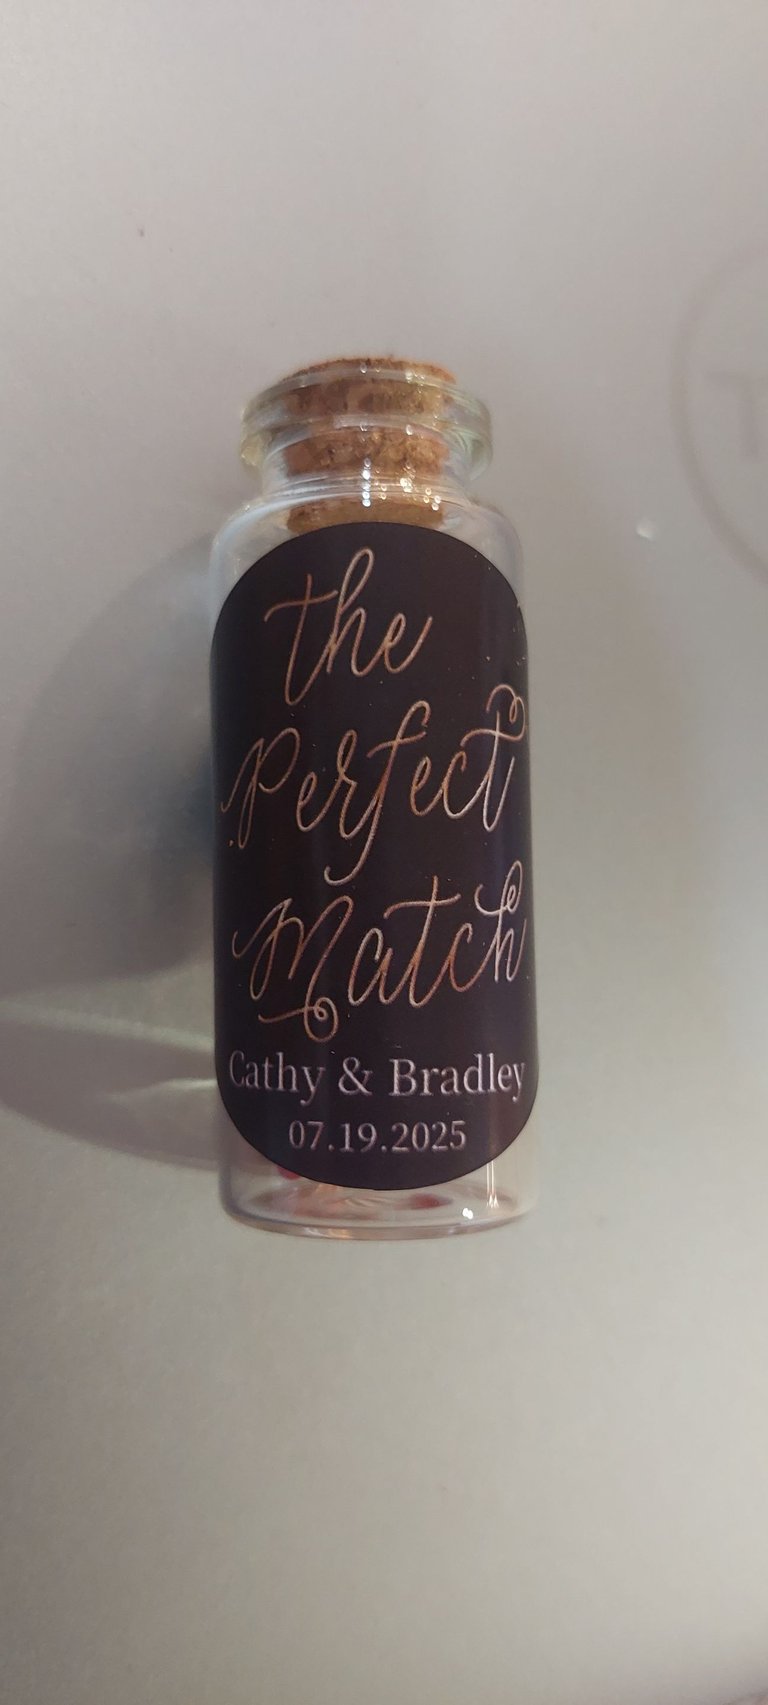 the
Perfect
Match
Cathy & Bradley
07.19.2025